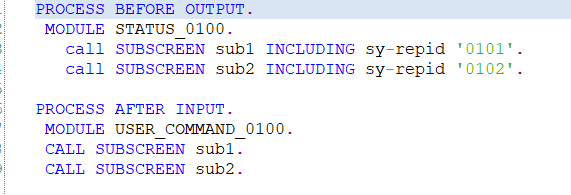 PROCESS BEFORE OUTPUT.
MODULE STATUS_0100.
call SUBSCREEN sub1 INCLUDING sy-repid '0101'.
call SUBSCREEN sub2 INCLUDING sy-repid '0102'.
PROCESS AFTER INPUT.
MODULE USER_COMMAND_0100.
CALL SUBSCREEN sub1.
CALL SUBSCREEN sub2.